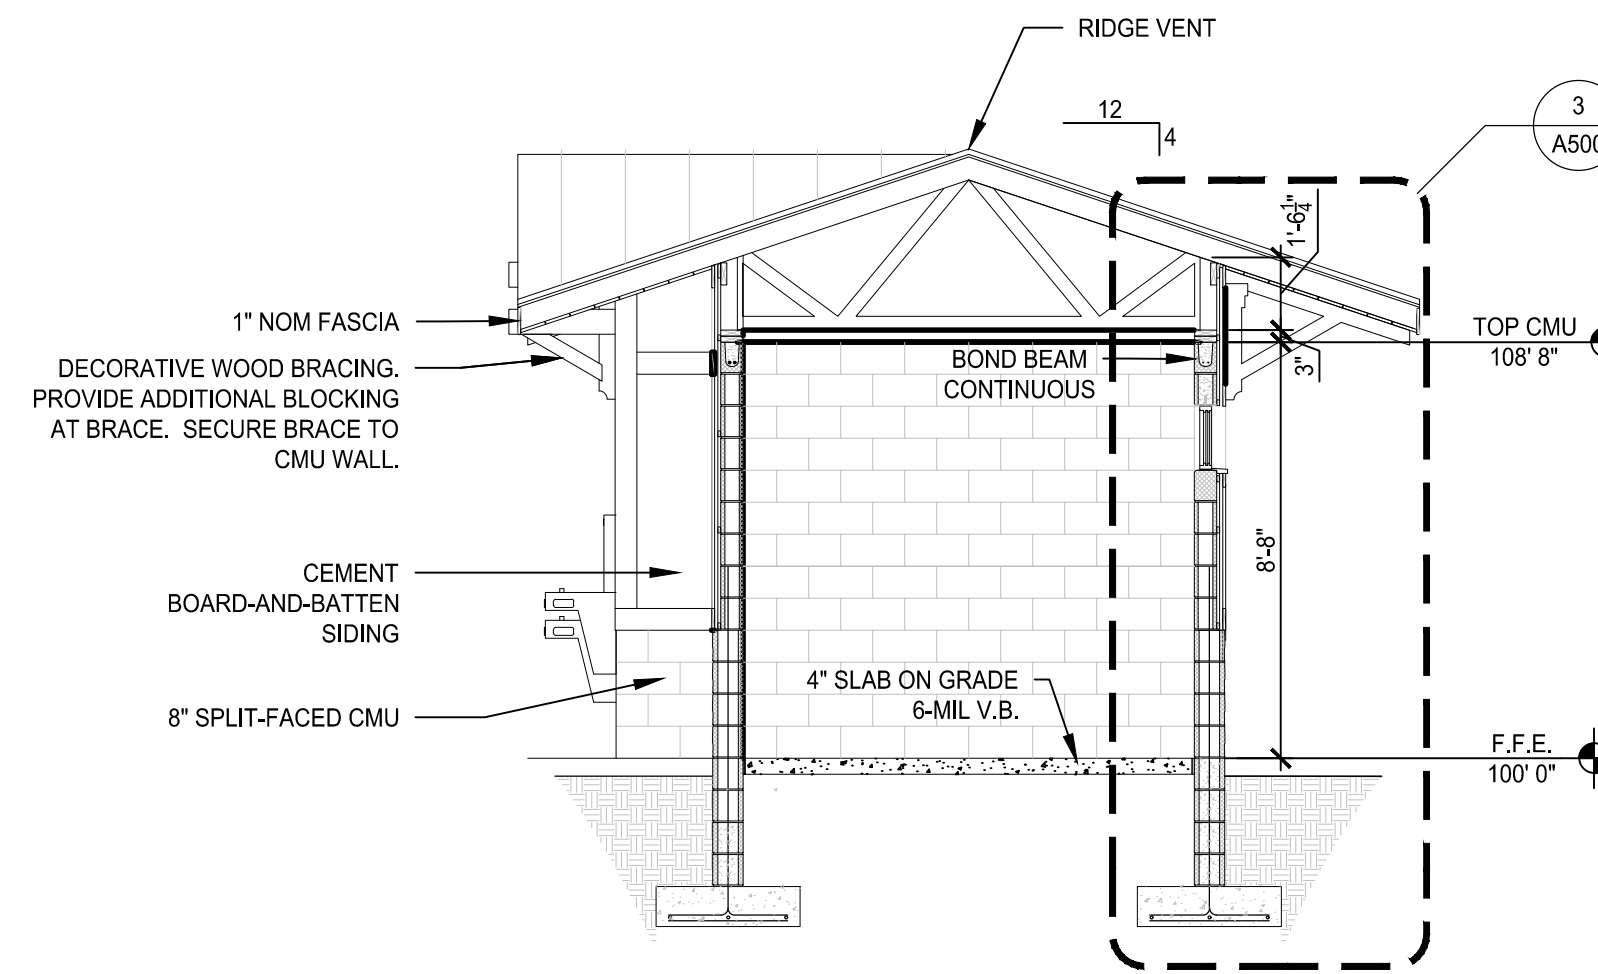 RIDGE VENT
12
4
3
A500
1'-6 1/4"
1" NOM FASCIA
DECORATIVE WOOD BRACING.
PROVIDE ADDITIONAL BLOCKING
AT BRACE. SECURE BRACE TO
CMU WALL.
BOND BEAM
CONTINUOUS
3"
TOP CMU
108' 8"
8'-8"
CEMENT
BOARD-AND-BATTEN
SIDING
4" SLAB ON GRADE
6-MIL V.B.
8" SPLIT-FACED CMU
F.F.E.
100' 0"